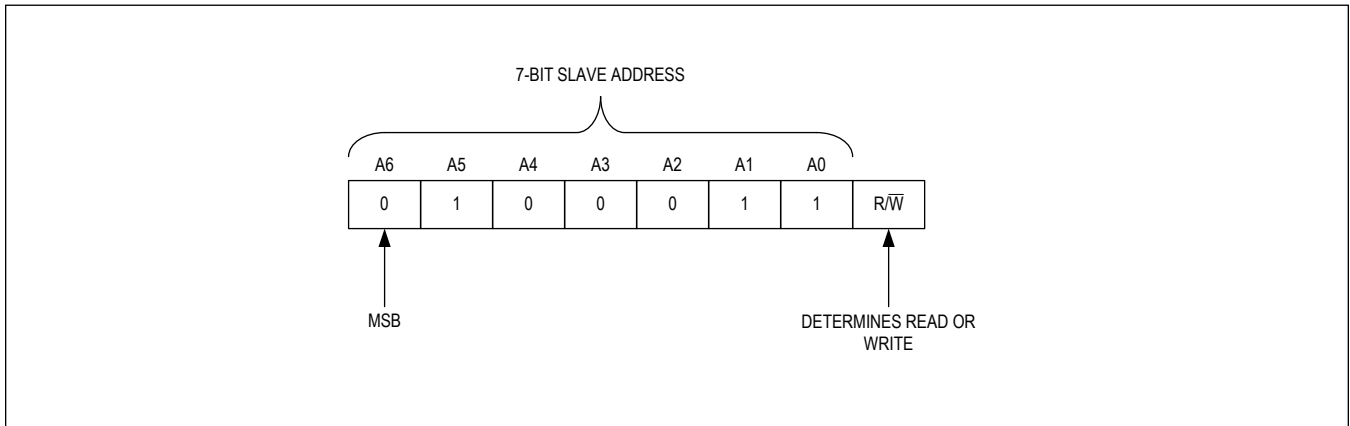 7-BIT SLAVE ADDRESS
A6 A5 A4 A3 A2 A1 A0
0 1 0 0 0 1 1 R/W̅
MSB
DETERMINES READ OR
WRITE